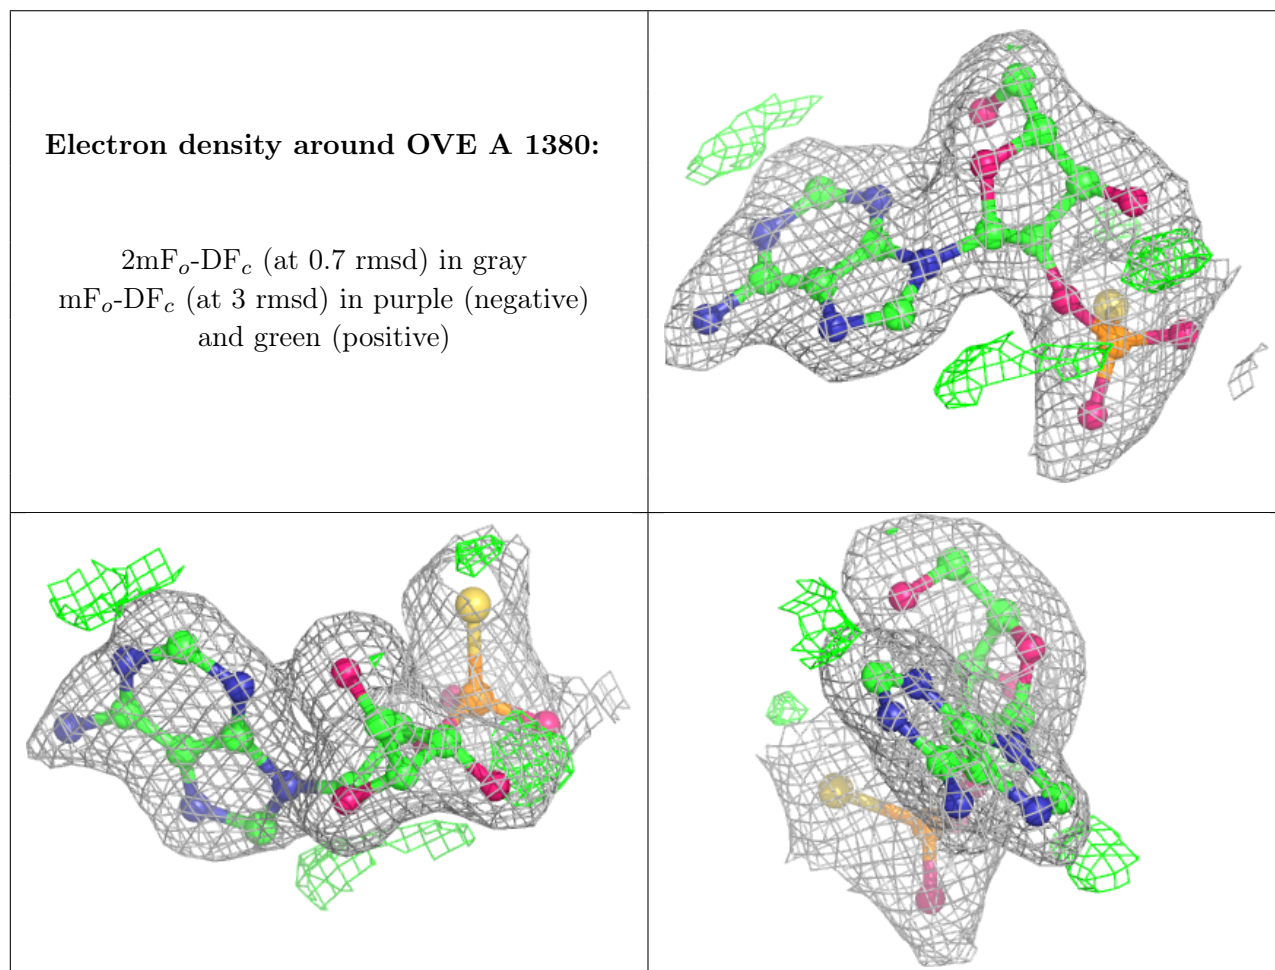 Electron density around OVE A 1380:
2mFo-DFc (at 0.7 rmsd) in gray
mFo-DFc (at 3 rmsd) in purple (negative)
and green (positive)